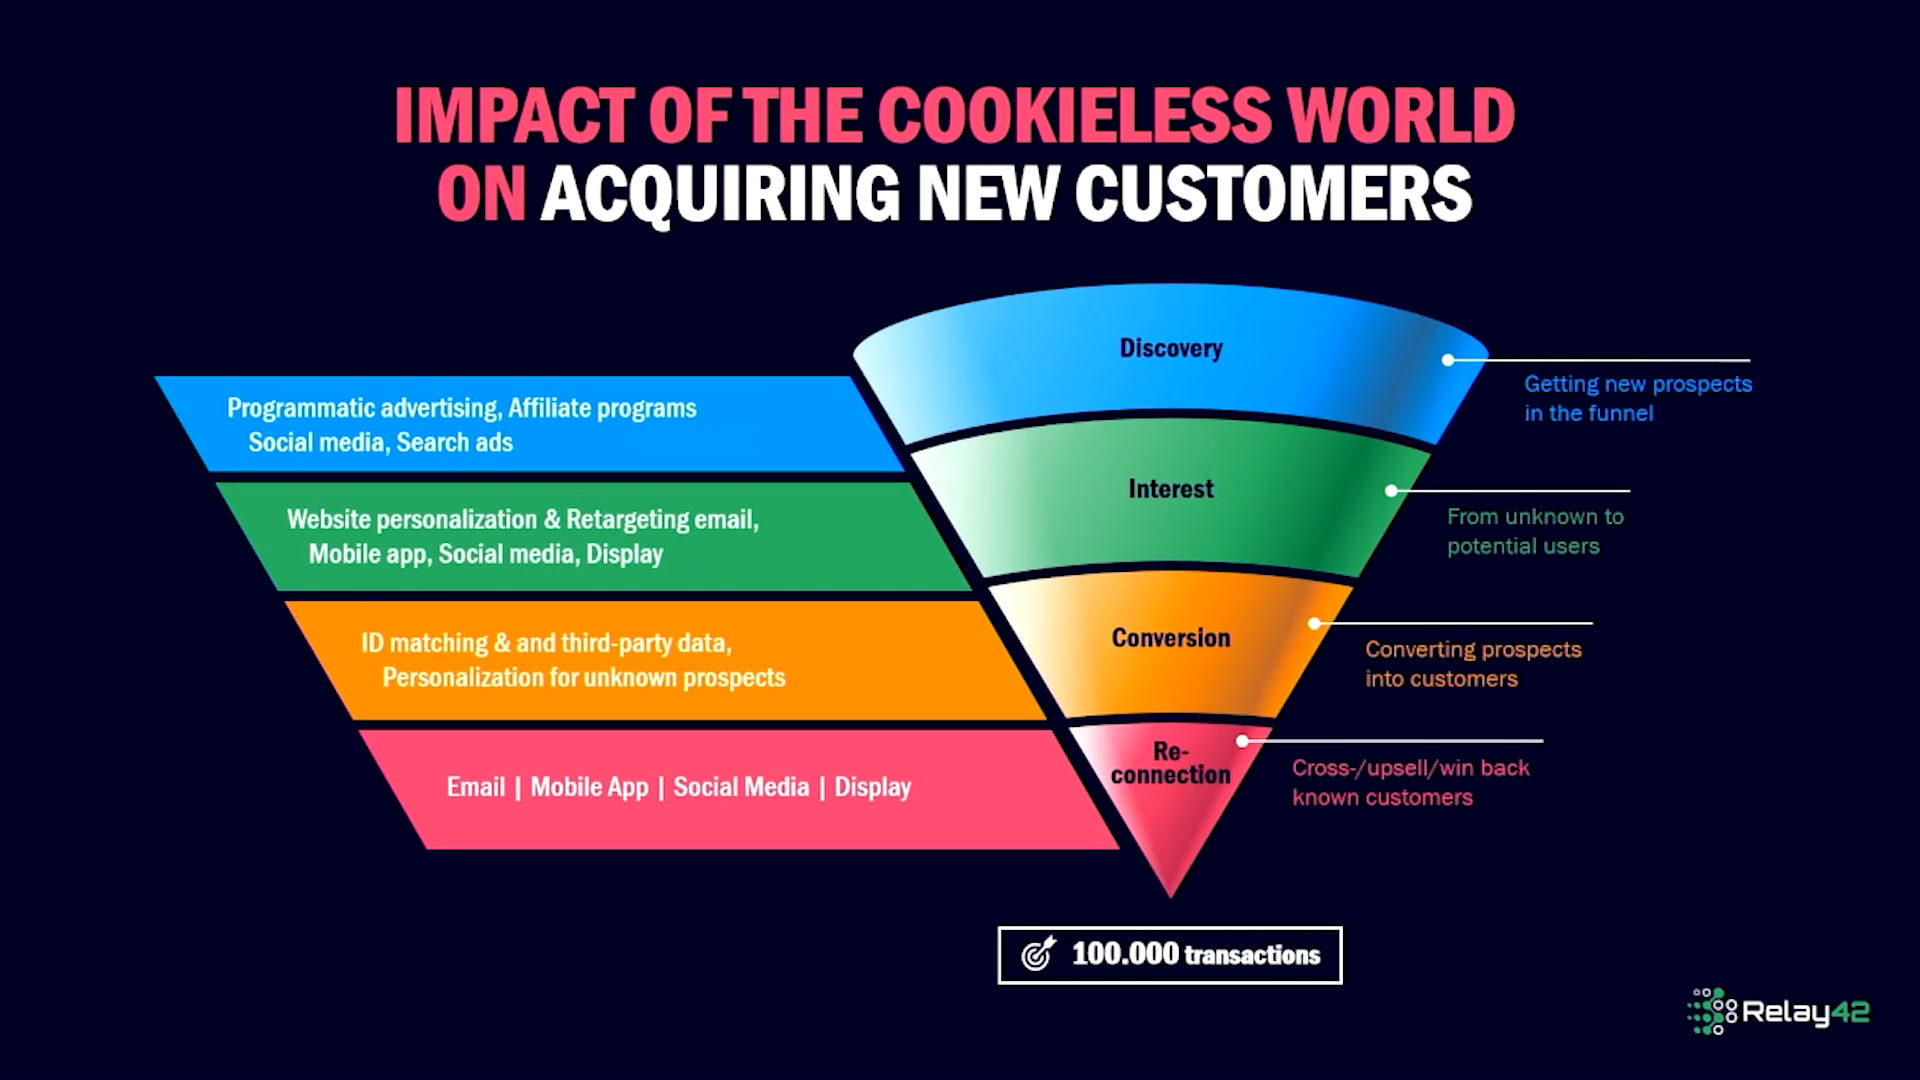 IMPACT OF THE COOKIELESS WORLD
ON ACQUIRING NEW CUSTOMERS
Programmatic advertising, Affiliate programs
Social media, Search ads
Discovery
Getting new prospects
in the funnel
Website personalization & Retargeting email,
Mobile app, Social media, Display
Interest
From unknown to
potential users
ID matching & and third-party data,
Personalization for unknown prospects
Conversion
Converting prospects
into customers
Email | Mobile App | Social Media | Display
Re-
connection
Cross-/upsell/win back
known customers
100.000 transactions
Relay42